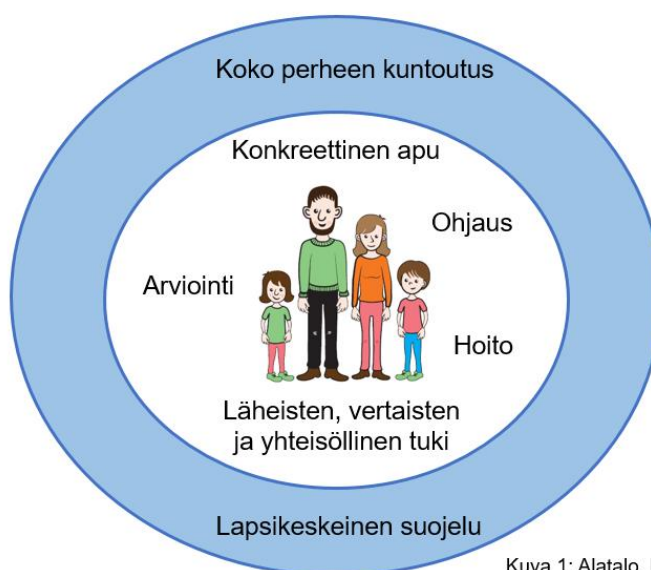 Koko perheen kuntoutus
Konkreettinen apu
Ohjaus
Arviointi
Hoito
Läheisten, vertaisten
ja yhteisöllinen tuki
Lapsikeskeinen suojelu
Kuva 1: Alatalo,